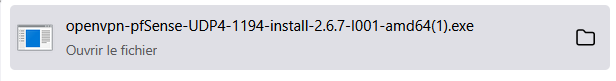 openvpn-pfSense-UDP4-1194-install-2.6.7-I001-amd64(1).exe
Ouvrir le fichier